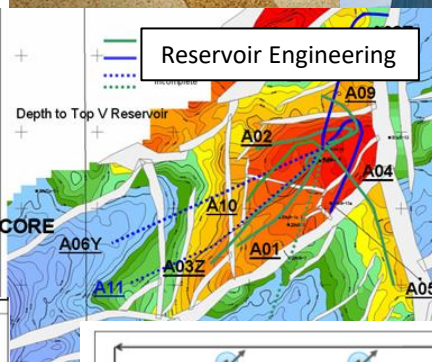 Reservoir Engineering
Incomplete
Depth to Top V Reservoir
A09
A02
A04
A10
CORE
A06Y
A03Z
A01
A11
A05